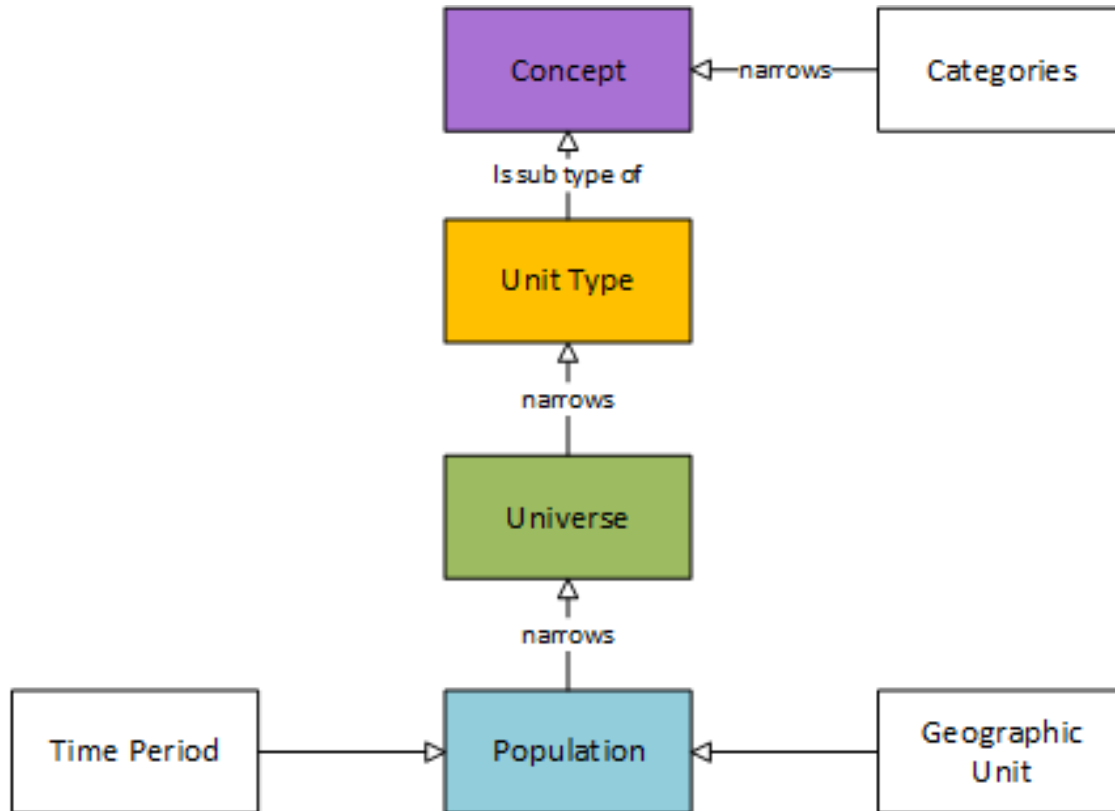 Concept
narrows
Categories
Is sub type of
Unit Type
narrows
Universe
narrows
Time Period
Population
Geographic
Unit